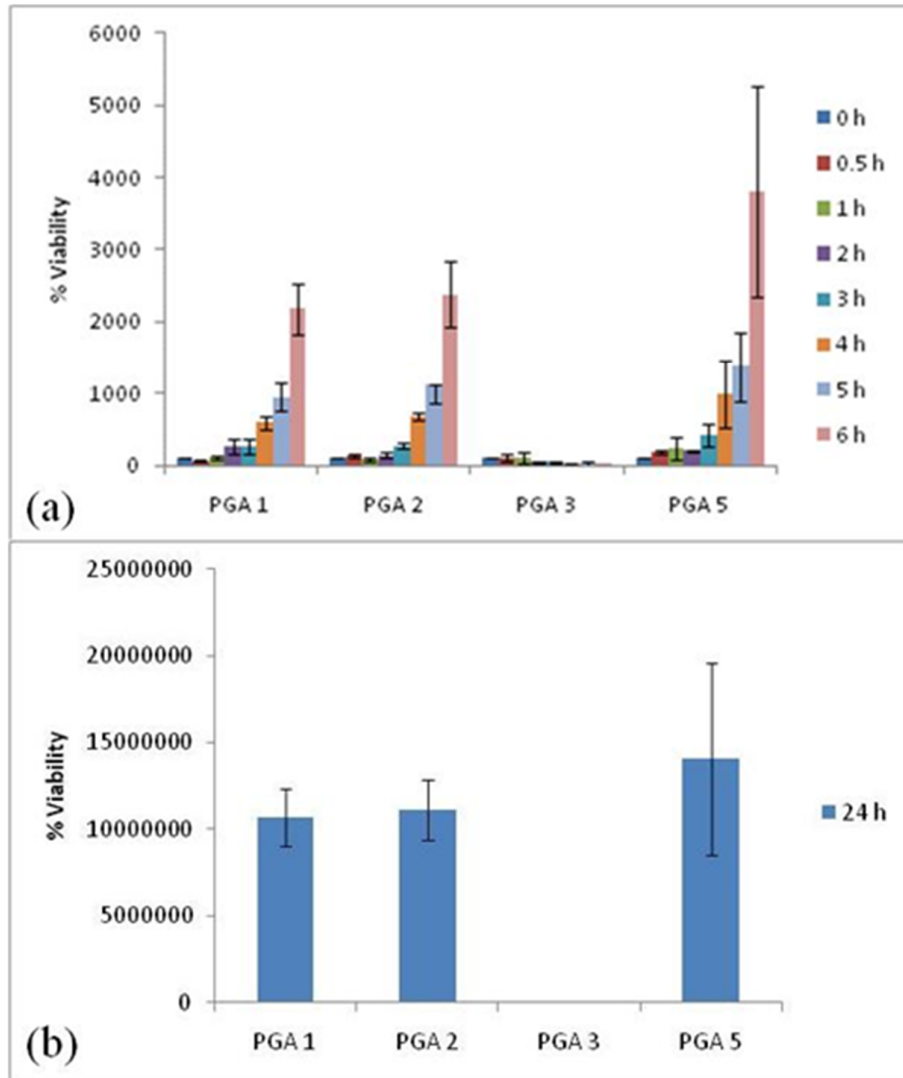 6000
5000
4000
3000
2000
1000
0
% Viability
PGA 1 PGA 2 PGA 3 PGA 5
0 h
0.5 h
1 h
2 h
3 h
4 h
5 h
6 h
(a)
25000000
20000000
15000000
10000000
5000000
0
% Viability
PGA 1 PGA 2 PGA 3 PGA 5
24 h
(b)